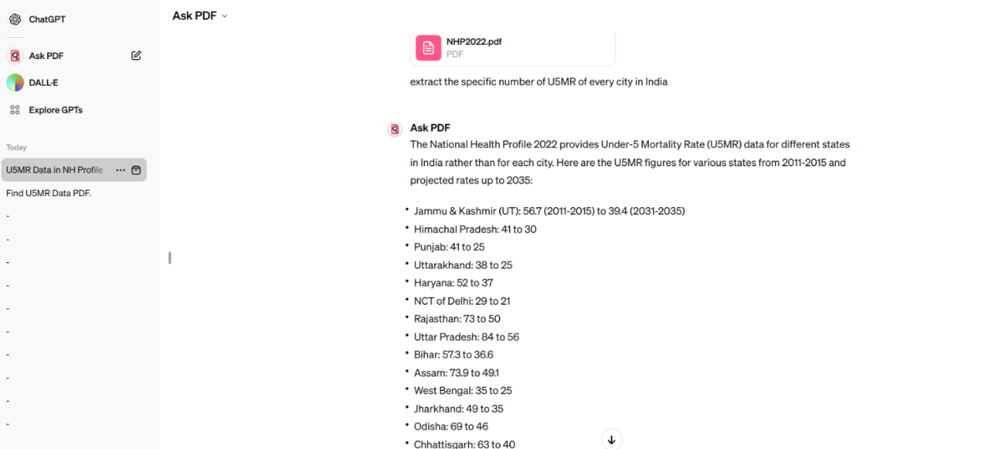 ChatGPT
Ask PDF
DALL·E
Explore GPTs
Today
U5MR Data in NH Profile
Find U5MR Data PDF.
-
-
-
-
-
-
-
-
-
-
Ask PDF
NHP2022.pdf
PDF
extract the specific number of U5MR of every city in India
Ask PDF
The National Health Profile 2022 provides Under-5 Mortality Rate (U5MR) data for different states
in India rather than for each city. Here are the U5MR figures for various states from 2011-2015 and
projected rates up to 2035:
• Jammu & Kashmir (UT): 56.7 (2011-2015) to 39.4 (2031-2035)
• Himachal Pradesh: 41 to 30
• Punjab: 41 to 25
• Uttarakhand: 38 to 25
• Haryana: 52 to 37
• NCT of Delhi: 29 to 21
• Rajasthan: 73 to 50
• Uttar Pradesh: 84 to 56
• Bihar: 57.3 to 36.6
• Assam: 73.9 to 49.1
• West Bengal: 35 to 25
• Jharkhand: 49 to 35
• Odisha: 69 to 46
• Chhattisgarh: 63 to 40